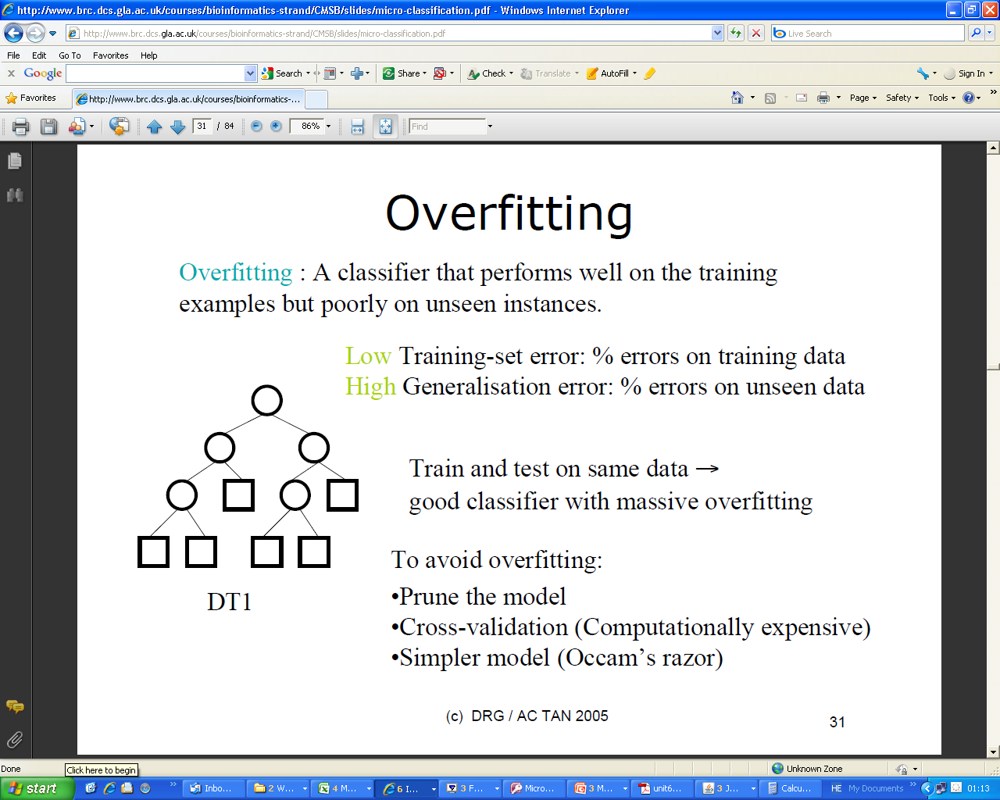 http://www.brc.dcs.gla.ac.uk/courses/bioinformatics-strand/CMSB/slides/micro-classification.pdf - Windows Internet Explorer
http://www.brc.dcs.gla.ac.uk/courses/bioinformatics-strand/CMSB/slides/micro-classification.pdf
Live Search
File Edit Go To Favorites Help
x Google Search Share Check Translate AutoFill Sign In
Favorites http://www.brc.dcs.gla.ac.uk/courses/bioinformatics-... Page Safety Tools »
31 / 84 86% Find
Overfitting
Overfitting : A classifier that performs well on the training
examples but poorly on unseen instances.
Low Training-set error: % errors on training data
High Generalisation error: % errors on unseen data
Train and test on same data →
good classifier with massive overfitting
To avoid overfitting:
•Prune the model
•Cross-validation (Computationally expensive)
•Simpler model (Occam's razor)
DT1
(c) DRG / AC TAN 2005
31
Done Click here to begin Unknown Zone
start » Inbo... 2 W... 4 M... 6 I... 3 F... Micro... 3 M... unit6... 3 J... Calcu... HE My Documents » 01:13